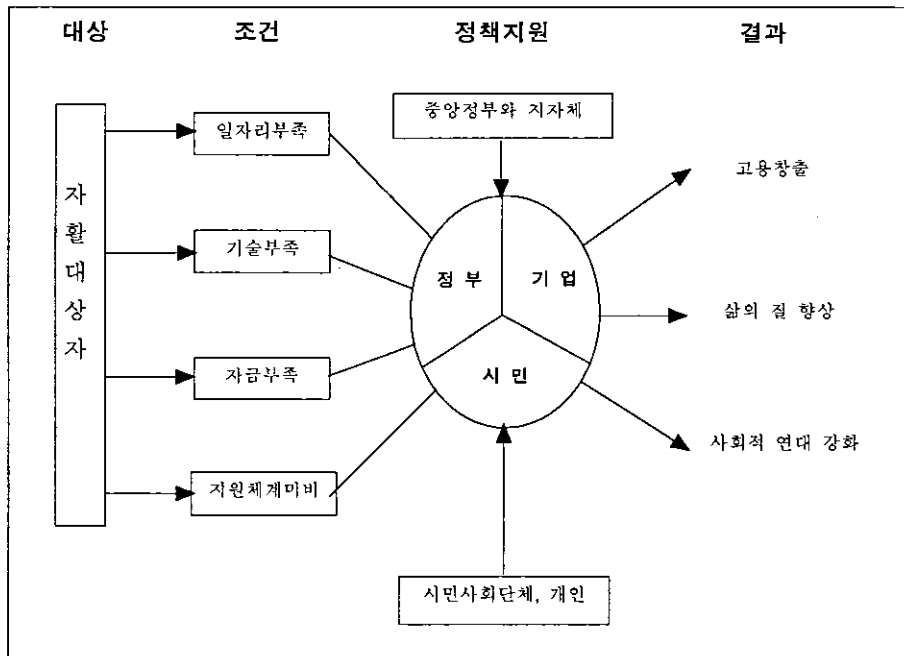 대상 조건 정책지원 결과
중앙정부와 지자체
일자리부족
고용창출
자활대상자
기술부족
정 부 기 업
삶의 질 향상
자금부족
시 민
사회적 연대 강화
지원체계미비
시민사회단체, 개인